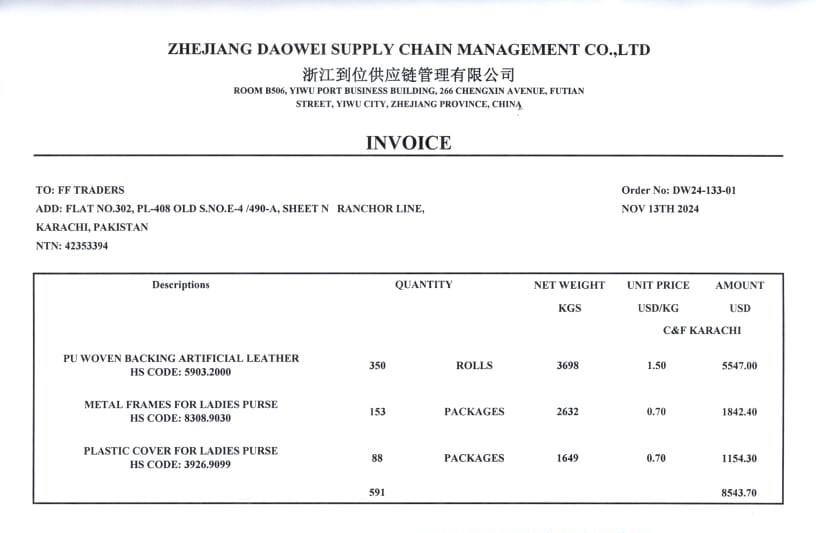 ZHEJIANG DAOWEI SUPPLY CHAIN MANAGEMENT CO.,LTD
浙江到位供应链管理有限公司
ROOM B506, YIWU PORT BUSINESS BUILDING, 266 CHENGXIN AVENUE, FUTIAN
STREET, YIWU CITY, ZHEJIANG PROVINCE, CHINA
INVOICE
TO: FF TRADERS Order No: DW24-133-01
ADD: FLAT NO.302, PL-408 OLD S.NO.E-4 /490-A, SHEET N RANCHOR LINE, NOV 13TH 2024
KARACHI, PAKISTAN
NTN: 42353394
Descriptions QUANTITY NET WEIGHT UNIT PRICE AMOUNT
KGS USD/KG USD
C&F KARACHI
PU WOVEN BACKING ARTIFICIAL LEATHER
HS CODE: 5903.2000 350 ROLLS 3698 1.50 5547.00
METAL FRAMES FOR LADIES PURSE
HS CODE: 8308.9030 153 PACKAGES 2632 0.70 1842.40
PLASTIC COVER FOR LADIES PURSE
HS CODE: 3926.9099 88 PACKAGES 1649 0.70 1154.30
591 8543.70